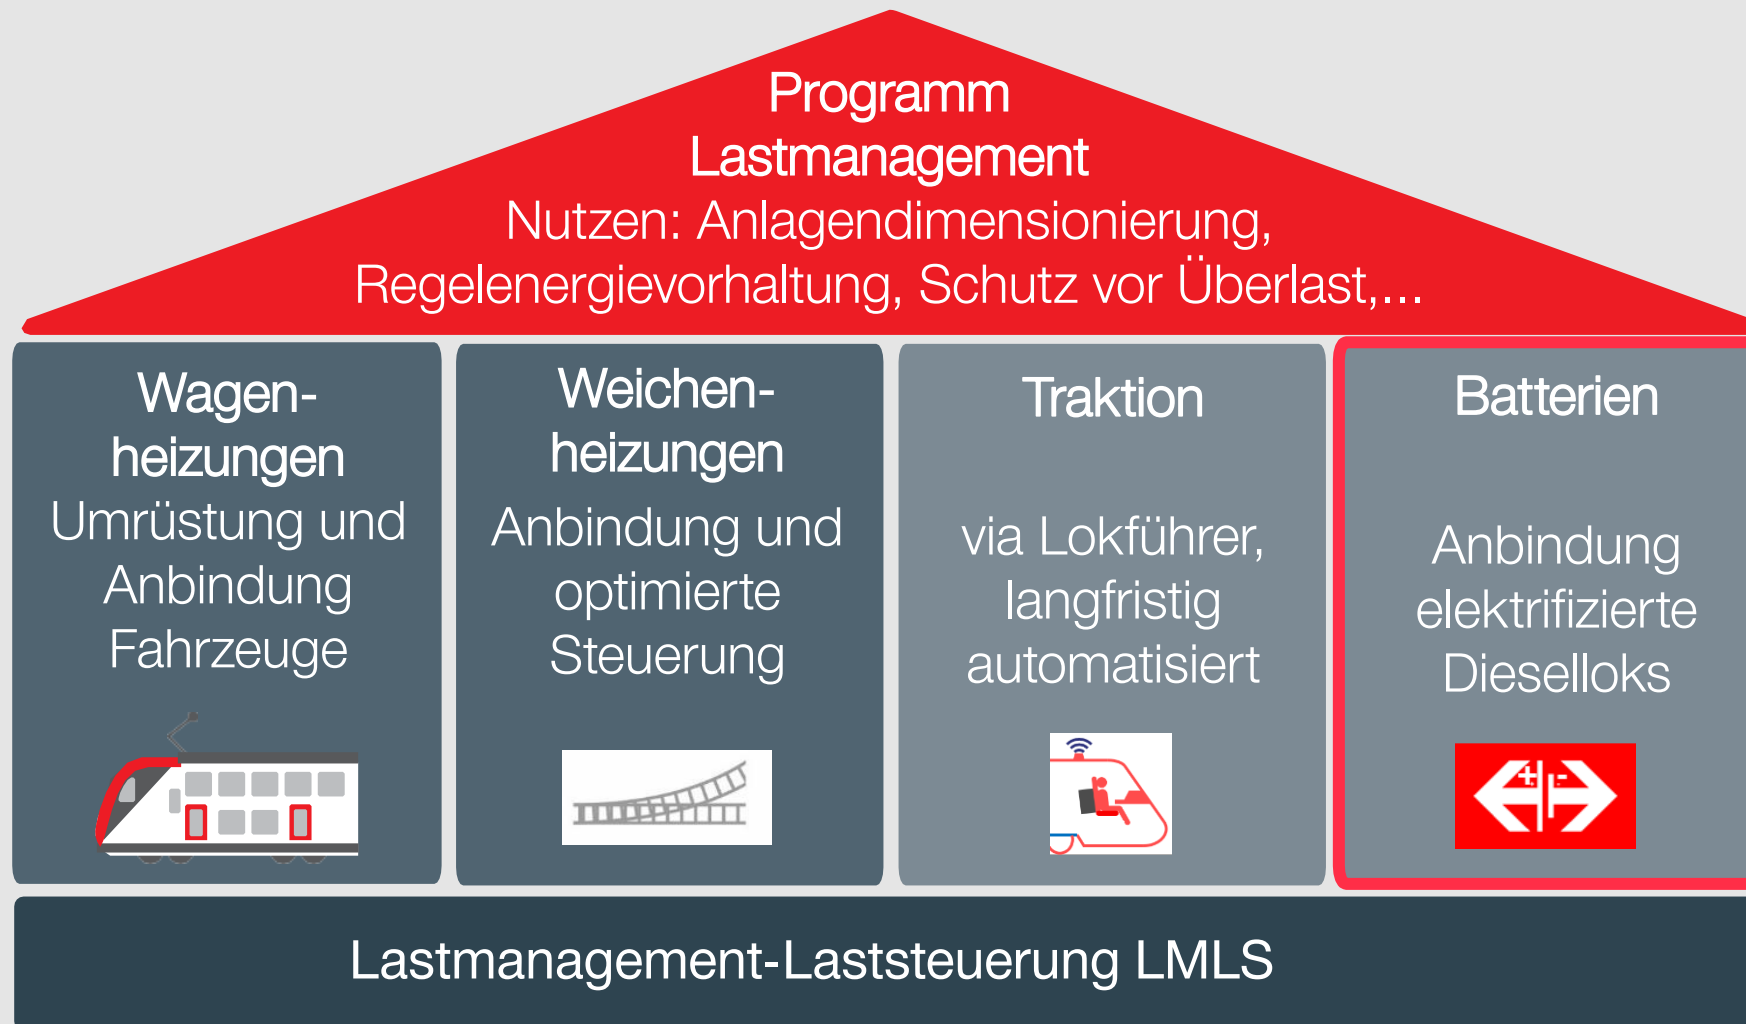 Programm
Lastmanagement
Nutzen: Anlagendimensionierung,
Regelenergievorhaltung, Schutz vor Überlast,...
Wagen-
heizungen
Umrüstung und
Anbindung
Fahrzeuge
Weichen-
heizungen
Anbindung und
optimierte
Steuerung
Traktion
via Lokführer,
langfristig
automatisiert
Batterien
Anbindung
elektrifizierte
Dieselloks
Lastmanagement-Laststeuerung LMLS